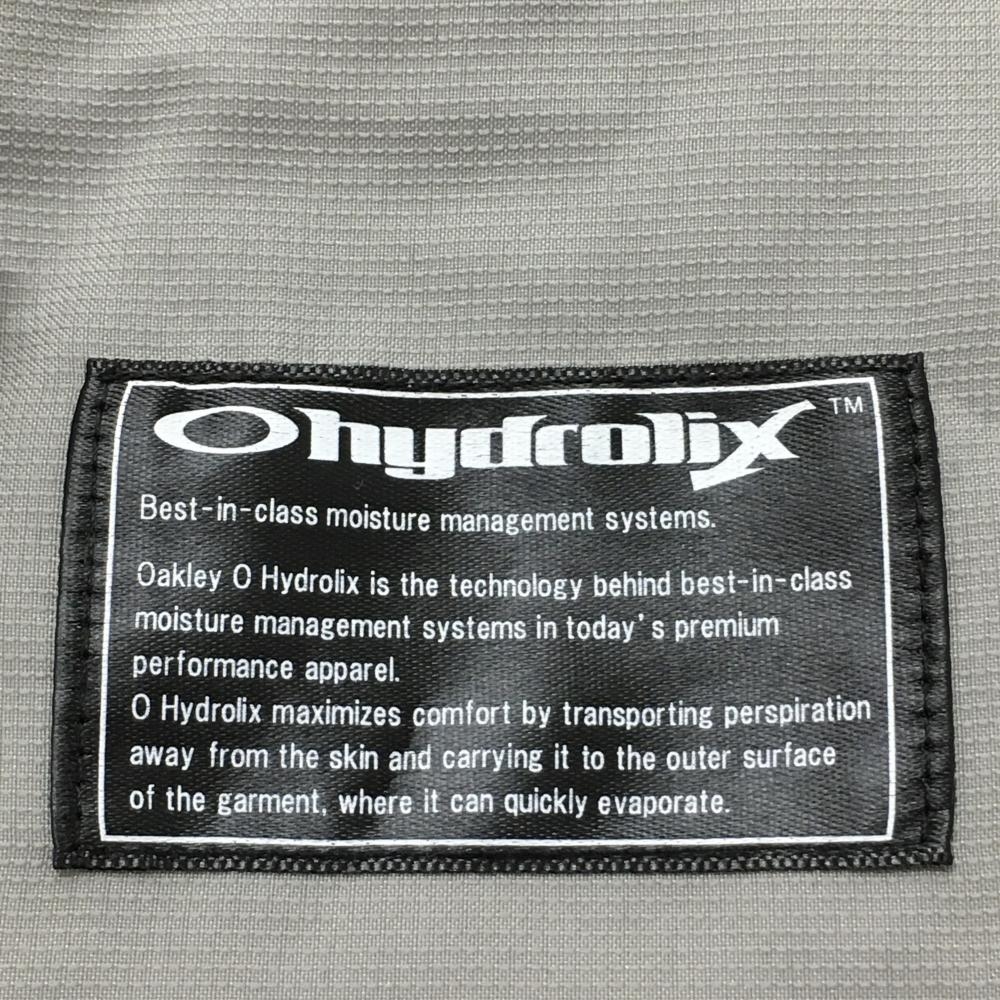 O hydrolix™
Best-in-class moisture management systems.
Oakley O Hydrolix is the technology behind best-in-class
moisture management systems in today's premium
performance apparel.
O Hydrolix maximizes comfort by transporting perspiration
away from the skin and carrying it to the outer surface
of the garment, where it can quickly evaporate.